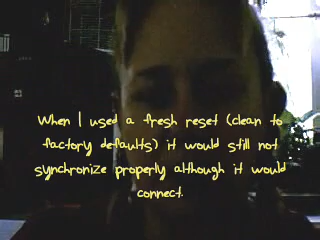 When I used a fresh reset (clean to
factory defaults) it would still not
synchronize properly although it would
connect.